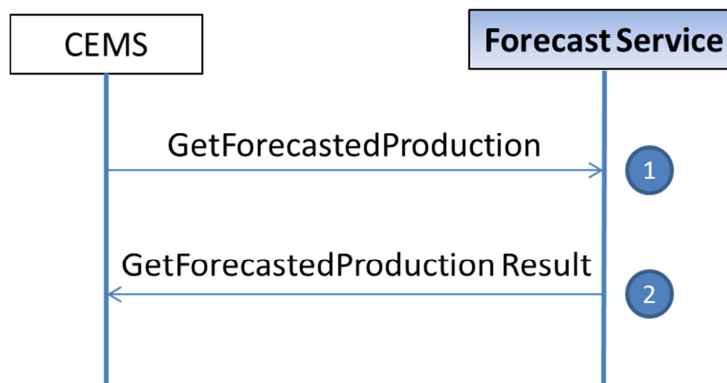 CEMS
Forecast Service
GetForecastedProduction
1
GetForecastedProduction Result
2